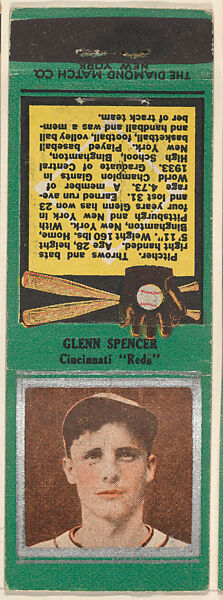 THE DIAMOND MATCH CO.
NEW YORK
Pitcher. Throws and bats
right handed. Age 28, height
5' 11", Weight 160 lbs. Home,
Binghamton, New York. With
Pittsburgh and New York for
four years Glenn has won 23
and lost 31. Earned run ave-
rage 4.73. A member of
World Champion Giants in
1933. Graduate of Central
High School, Binghamton,
New York. Played baseball
basketball, football, volley ball
and handball and was a mem-
ber of track team.
GLENN SPENCER
Cincinnati "Reds"